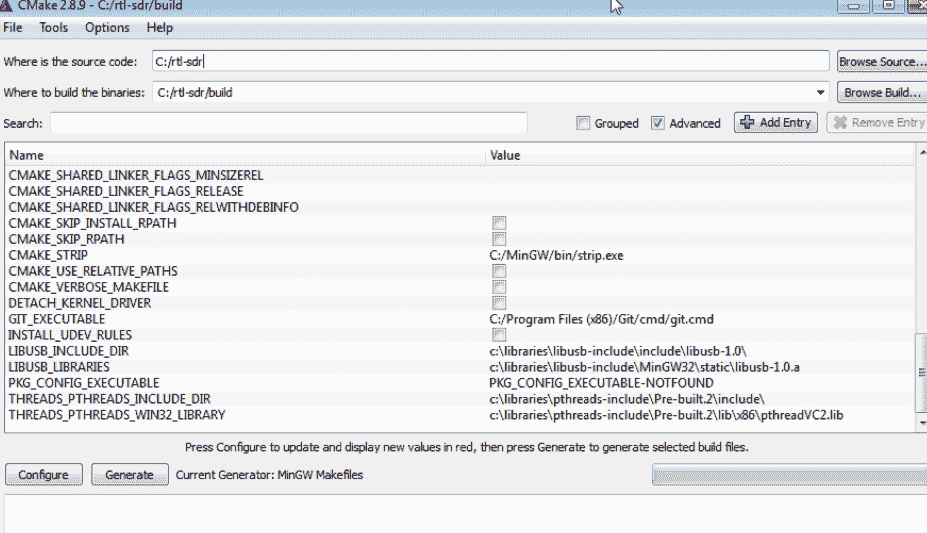 CMake 2.8.9 - C:/rtl-sdr/build
File Tools Options Help
Where is the source code: C:/rtl-sdr Browse Source...
Where to build the binaries: C:/rtl-sdr/build Browse Build...
Search: Grouped Advanced Add Entry Remove Entry
Name Value
CMAKE_SHARED_LINKER_FLAGS_MINSIZEREL
CMAKE_SHARED_LINKER_FLAGS_RELEASE
CMAKE_SHARED_LINKER_FLAGS_RELWITHDEBINFO
CMAKE_SKIP_INSTALL_RPATH
CMAKE_SKIP_RPATH
CMAKE_STRIP C:/MinGW/bin/strip.exe
CMAKE_USE_RELATIVE_PATHS
CMAKE_VERBOSE_MAKEFILE
DETACH_KERNEL_DRIVER
GIT_EXECUTABLE C:/Program Files (x86)/Git/cmd/git.cmd
INSTALL_UDEV_RULES
LIBUSB_INCLUDE_DIR c:\libraries\libusb-include\include\libusb-1.0\
LIBUSB_LIBRARIES c:\libraries\libusb-include\MinGW32\static\libusb-1.0.a
PKG_CONFIG_EXECUTABLE PKG_CONFIG_EXECUTABLE-NOTFOUND
THREADS_PTHREADS_INCLUDE_DIR c:\libraries\pthreads-include\Pre-built.2\include\
THREADS_PTHREADS_WIN32_LIBRARY c:\libraries\pthreads-include\Pre-built.2\lib\x86\pthreadVC2.lib
Press Configure to update and display new values in red, then press Generate to generate selected build files.
Configure Generate Current Generator: MinGW Makefiles